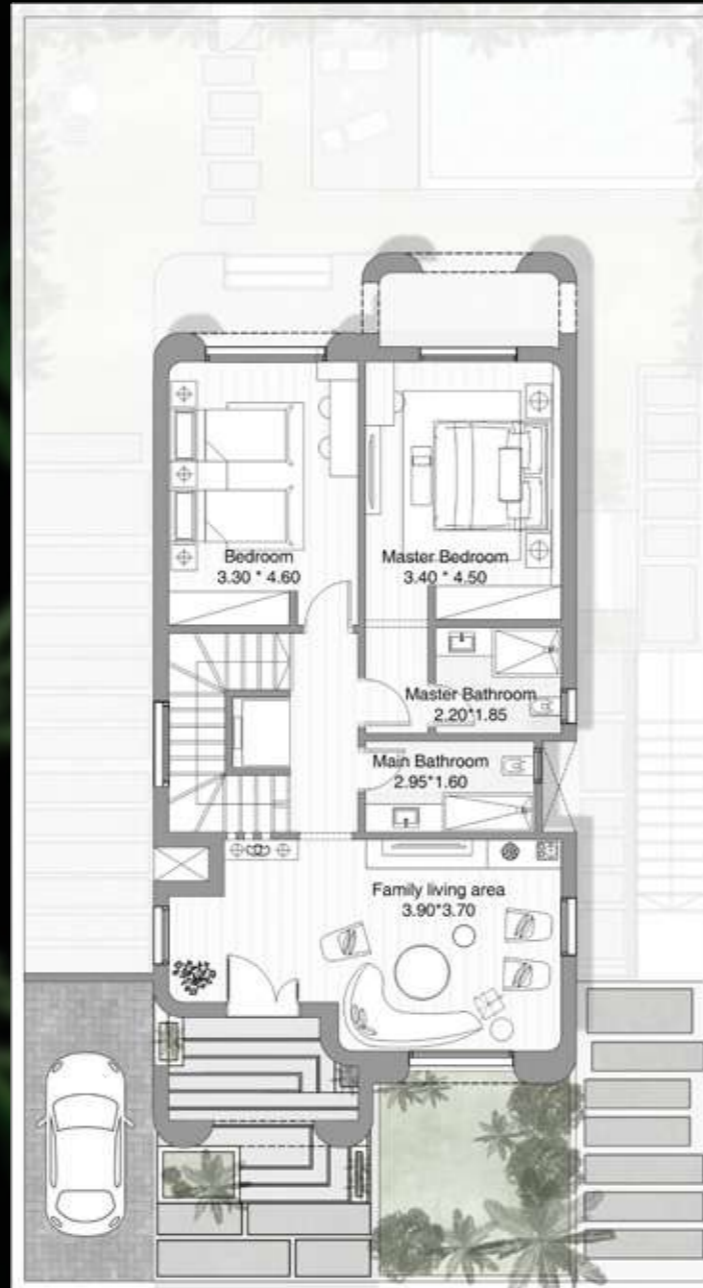 Bedroom
3.30 * 4.60
Master Bedroom
3.40 * 4.50
Master Bathroom
2.20*1.85
Main Bathroom
2.95*1.60
Family living area
3.90*3.70